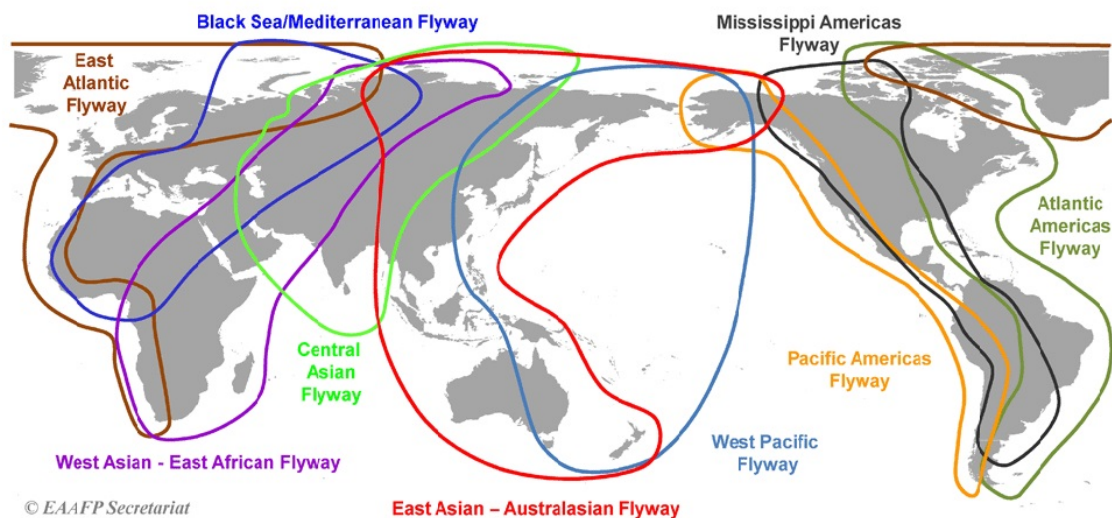 Black Sea/Mediterranean Flyway
Mississippi Americas
Flyway
East
Atlantic
Flyway
Atlantic
Americas
Flyway
Central
Asian
Flyway
Pacific Americas
Flyway
West Asian - East African Flyway
West Pacific
Flyway
© EAAFP Secretariat
East Asian – Australasian Flyway